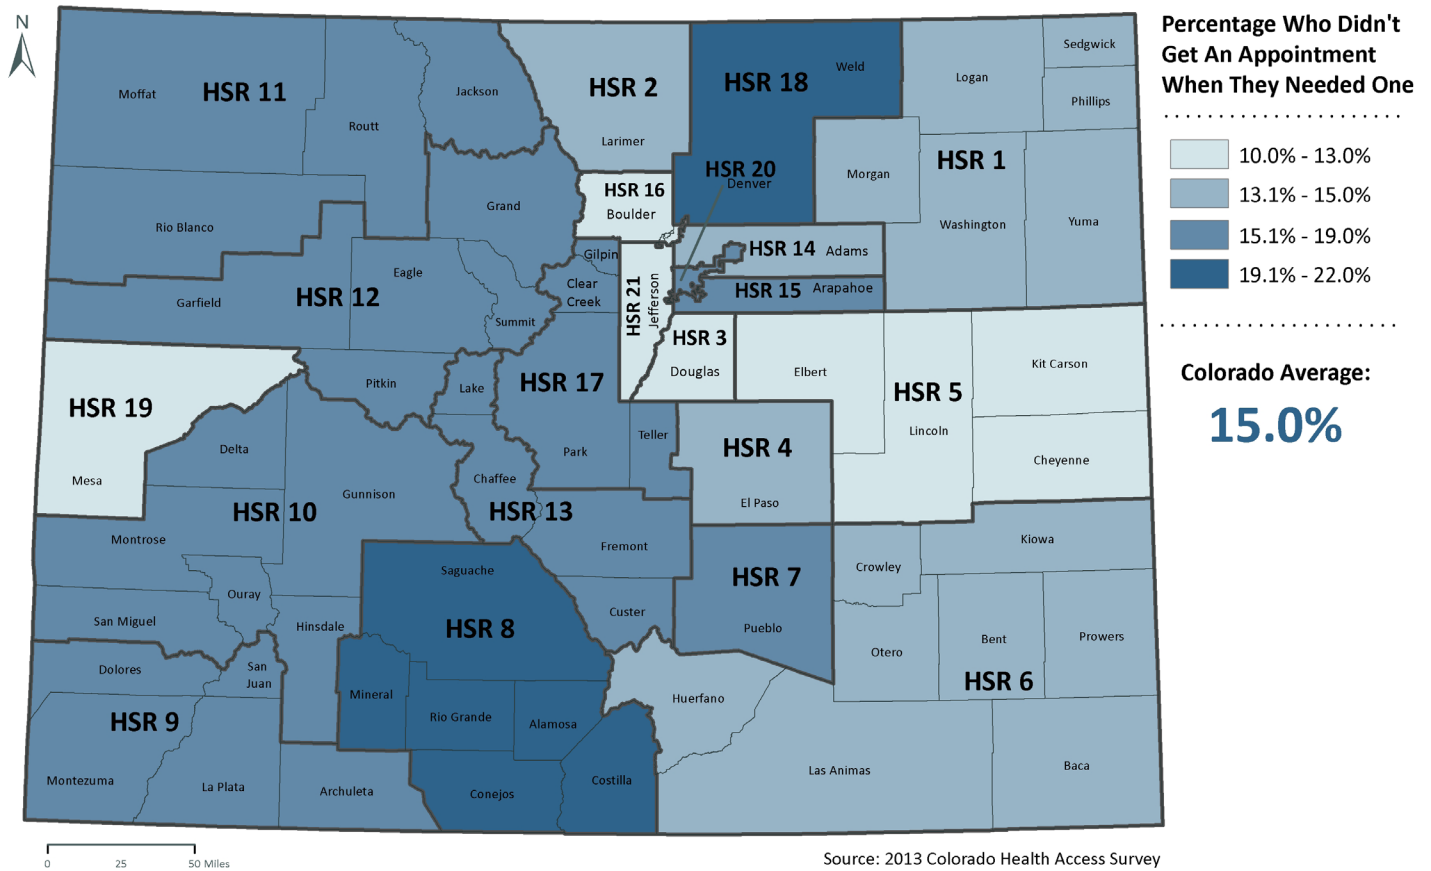 N
Percentage Who Didn't
Get An Appointment
When They Needed One
10.0% - 13.0%
13.1% - 15.0%
15.1% - 19.0%
19.1% - 22.0%
Colorado Average:
15.0%
Moffat
HSR 11
Routt
Jackson
Rio Blanco
Grand
HSR 2
Larimer
HSR 18
Weld
HSR 20
Denver
Logan
Sedgwick
Phillips
HSR 1
Morgan
Washington
Yuma
HSR 16
Boulder
Gilpin
Clear
Creek
HSR 21
Jefferson
HSR 14
Adams
HSR 15
Arapahoe
Eagle
HSR 12
Garfield
Summit
HSR 3
Douglas
Elbert
HSR 5
Lincoln
Kit Carson
Cheyenne
HSR 19
Mesa
Pitkin
Lake
HSR 17
Park
Teller
HSR 4
El Paso
Delta
Gunnison
HSR 10
Montrose
Ouray
San Miguel
Hinsdale
Chaffee
HSR 13
Fremont
Custer
HSR 7
Pueblo
Crowley
Kiowa
Otero
Bent
Prowers
HSR 6
Huerfano
Las Animas
Baca
Saguache
HSR 8
Mineral
Rio Grande
Alamosa
Conejos
Costilla
Dolores
San
Juan
HSR 9
Montezuma
La Plata
Archuleta
0 25 50 Miles
Source: 2013 Colorado Health Access Survey